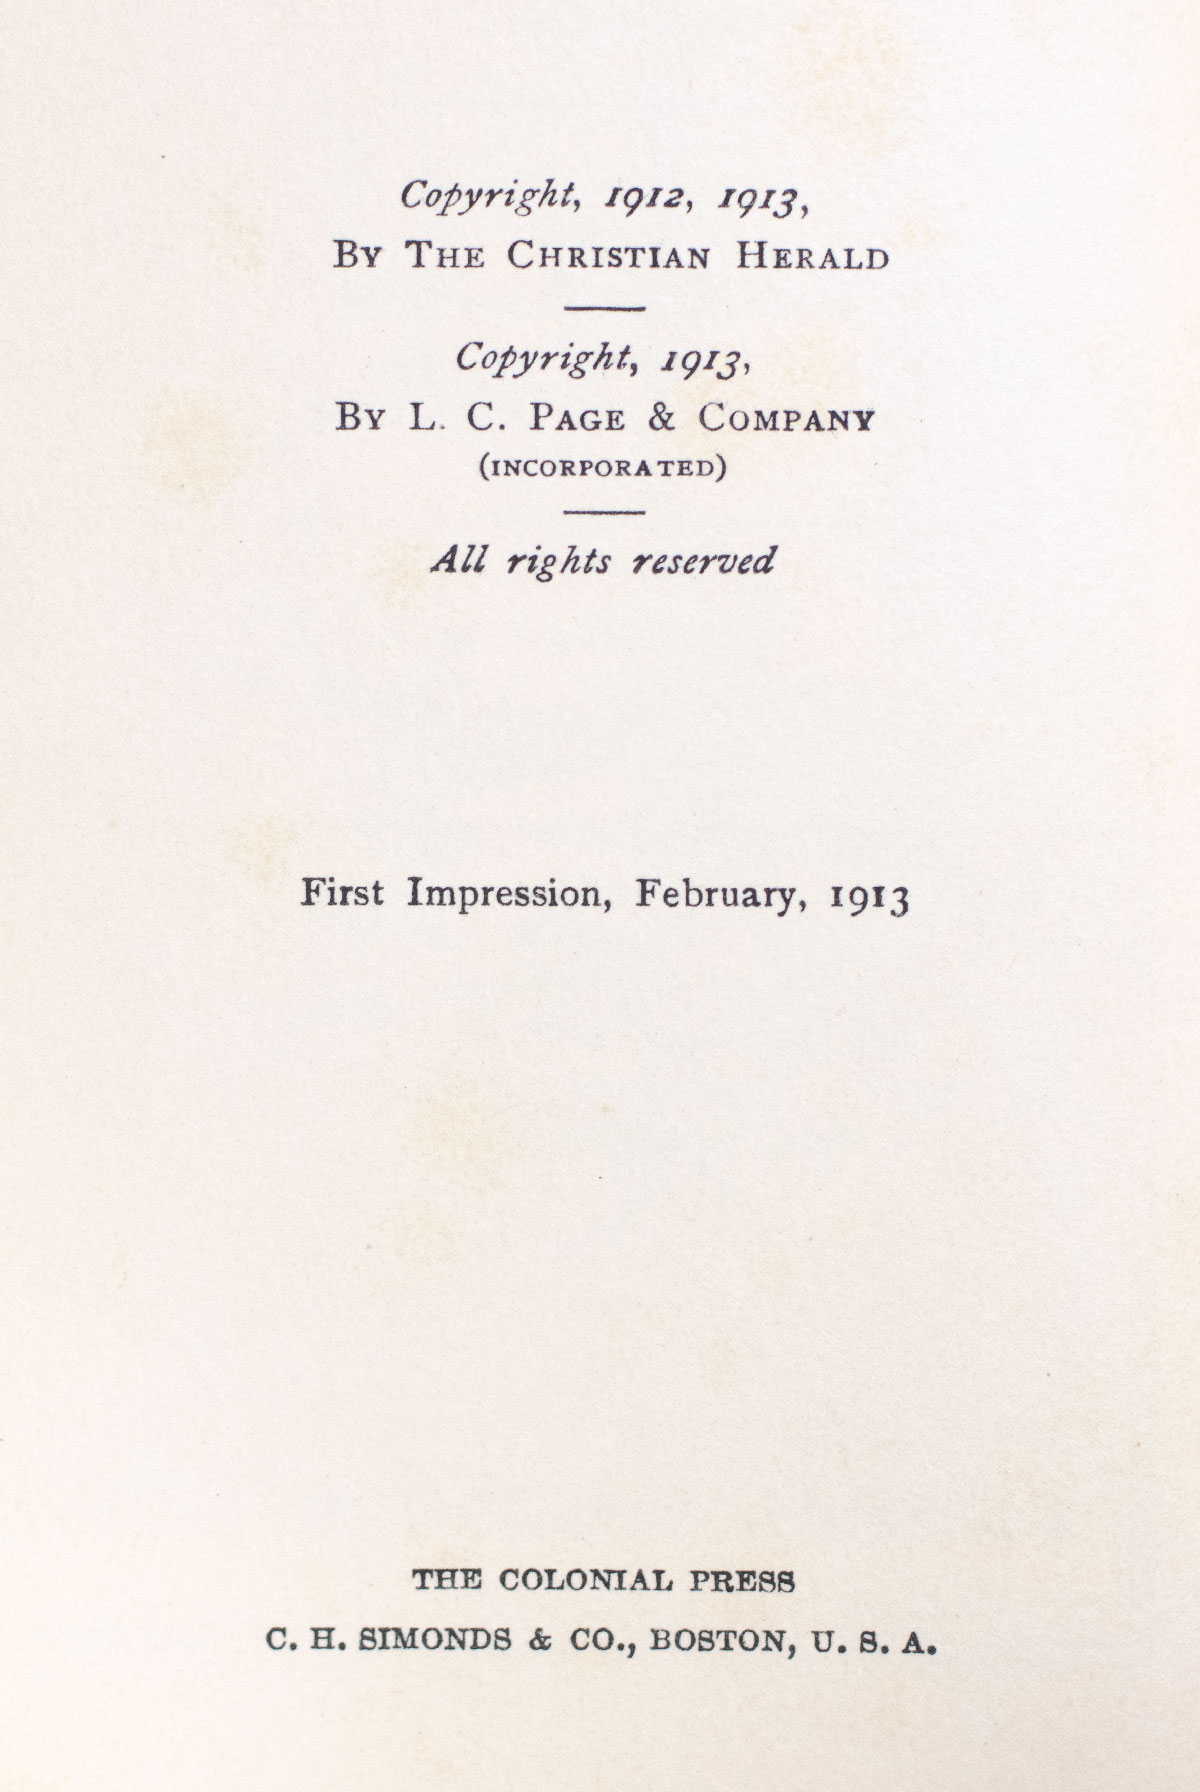 Copyright, 1912, 1913,
By The Christian Herald
Copyright, 1913,
By L. C. Page & Company
(INCORPORATED)
All rights reserved
First Impression, February, 1913
THE COLONIAL PRESS
C. H. SIMONDS & CO., BOSTON, U. S. A.